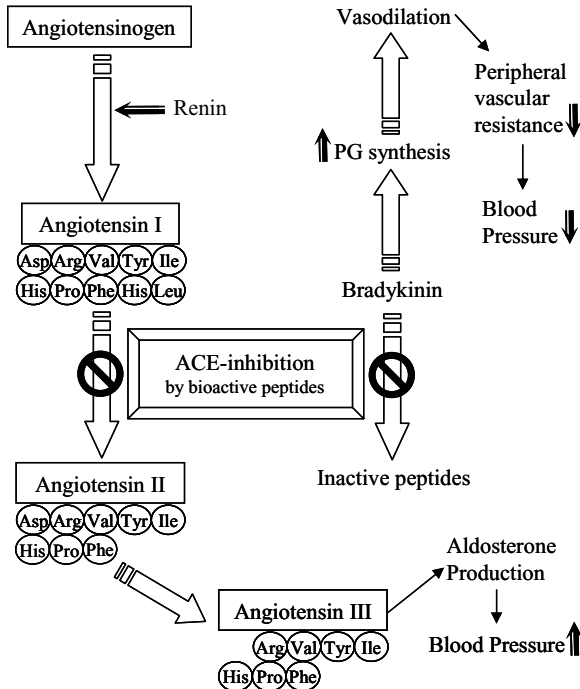 Angiotensinogen
Renin
Angiotensin I
Asp Arg Val Tyr Ile
His Pro Phe His Leu
ACE-inhibition
by bioactive peptides
Angiotensin II
Asp Arg Val Tyr Ile
His Pro Phe
Angiotensin III
Arg Val Tyr Ile
His Pro Phe
Aldosterone
Production
Blood Pressure
Vasodilation
Peripheral
vascular
resistance
Blood
Pressure
PG synthesis
Bradykinin
Inactive peptides